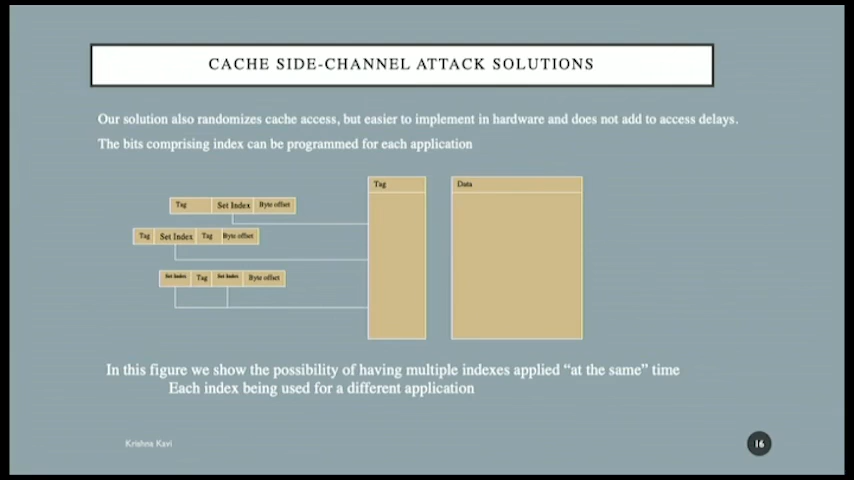 CACHE SIDE-CHANNEL ATTACK SOLUTIONS
Our solution also randomizes cache access, but easier to implement in hardware and does not add to access delays.
The bits comprising index can be programmed for each application
Tag Data
Tag Set Index Byte offset
Tag Set Index Tag Byte offset
Set Index Tag Set Index Byte offset
In this figure we show the possibility of having multiple indexes applied “at the same” time
Each index being used for a different application
Krishna Kavi
16